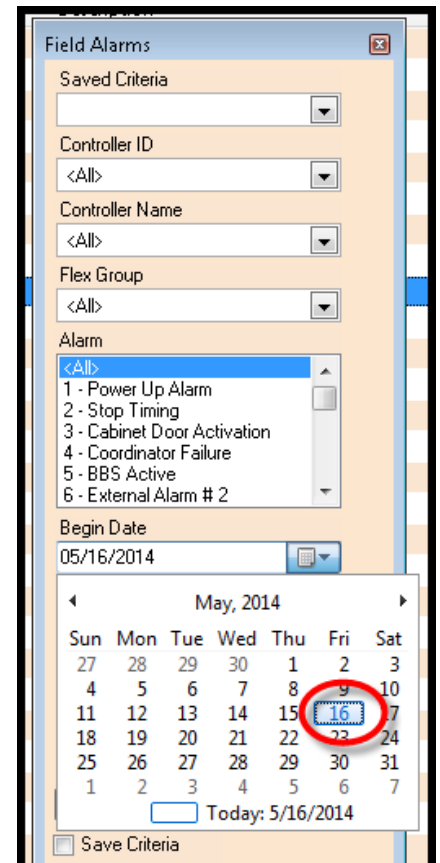 Field Alarms
Saved Criteria
Controller ID
<All>
Controller Name
<All>
Flex Group
<All>
Alarm
<All>
1 - Power Up Alarm
2 - Stop Timing
3 - Cabinet Door Activation
4 - Coordinator Failure
5 - BBS Active
6 - External Alarm # 2
Begin Date
05/16/2014
May, 2014
Sun Mon Tue Wed Thu Fri Sat
27 28 29 30 1 2 3
4 5 6 7 8 9 10
11 12 13 14 15 16 17
18 19 20 21 22 23 24
25 26 27 28 29 30 31
1 2 3 4 5 6 7
Today: 5/16/2014
Save Criteria